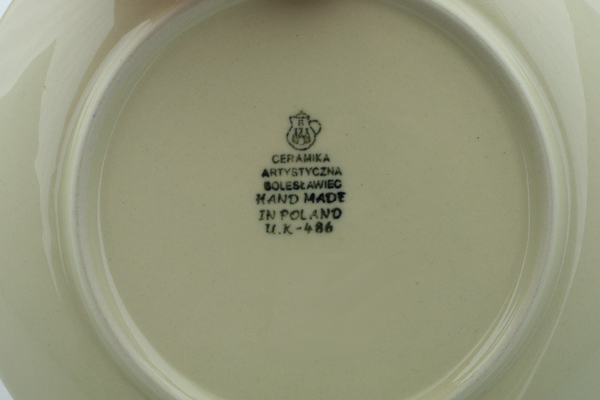 CERAMIKA
ARTYSTYCZNA
BOLESŁAWIEC
HAND MADE
IN POLAND
U.K-486